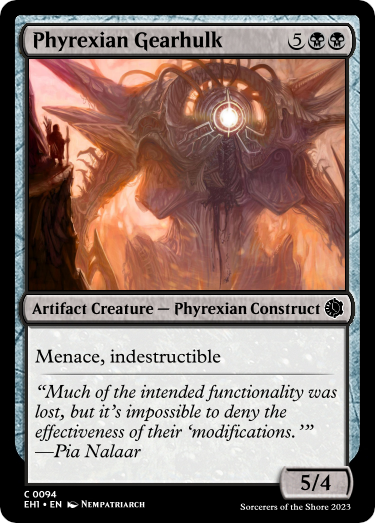 Phyrexian Gearhulk 5
Artifact Creature — Phyrexian Construct
Menace, indestructible
“Much of the intended functionality was
lost, but it’s impossible to deny the
effectiveness of their ‘modifications.’”
—Pia Nalaar
5/4
C 0094
EH1 • EN Nempatriarch
Sorcerers of the Shore 2023